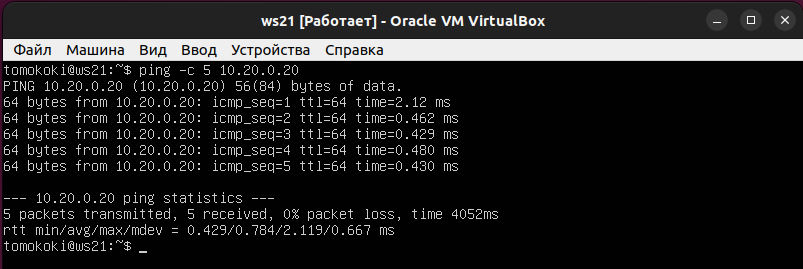 ws21 [Работает] - Oracle VM VirtualBox
Файл Машина Вид Ввод Устройства Справка
tomokoki@ws21:~$ ping -c 5 10.20.0.20
PING 10.20.0.20 (10.20.0.20) 56(84) bytes of data.
64 bytes from 10.20.0.20: icmp_seq=1 ttl=64 time=2.12 ms
64 bytes from 10.20.0.20: icmp_seq=2 ttl=64 time=0.462 ms
64 bytes from 10.20.0.20: icmp_seq=3 ttl=64 time=0.429 ms
64 bytes from 10.20.0.20: icmp_seq=4 ttl=64 time=0.480 ms
64 bytes from 10.20.0.20: icmp_seq=5 ttl=64 time=0.430 ms
--- 10.20.0.20 ping statistics ---
5 packets transmitted, 5 received, 0% packet loss, time 4052ms
rtt min/avg/max/mdev = 0.429/0.784/2.119/0.667 ms
tomokoki@ws21:~$ _